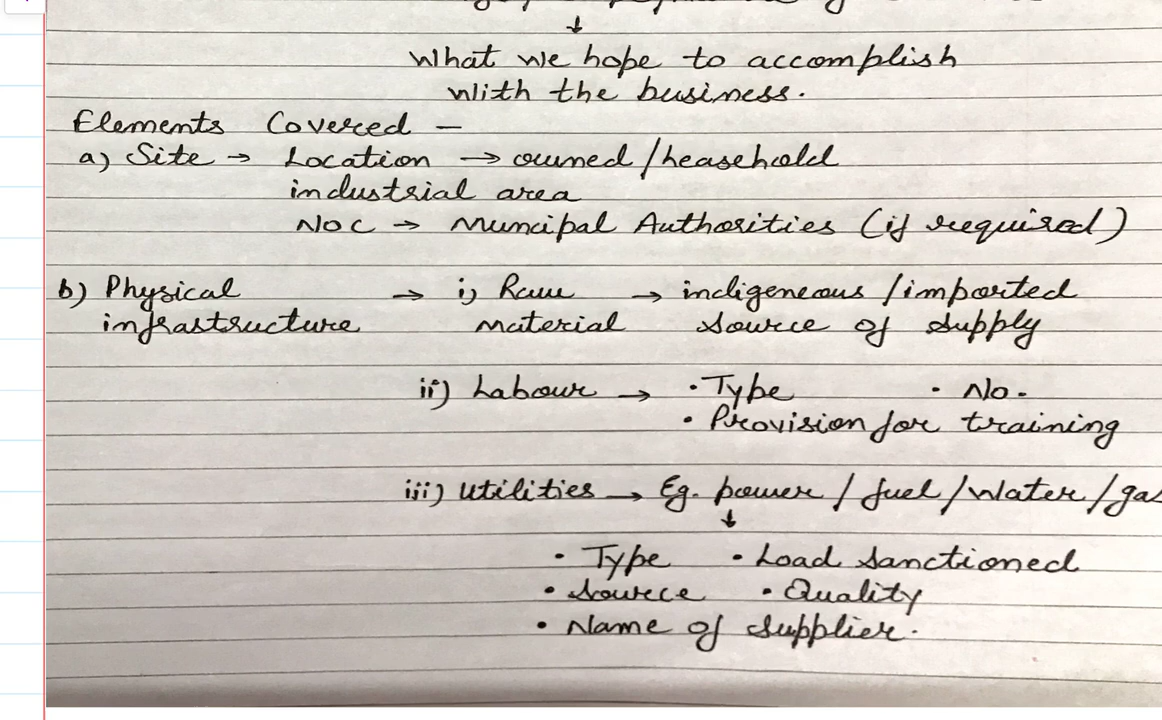 ↓
What we hope to accomplish
with the business.
Elements Covered —
a) Site → Location → owned/leasehold
industrial area
NOC → Muncipal Authorities (if required)
b) Physical → i) Raw → indigeneous/imported
infrastructure material source of supply
ii) Labour → • Type • No.
• Provision for training
iii) Utilities → Eg. power/fuel/water/gas
↓
• Type • Load Sanctioned
• Source • Quality
• Name of supplier.